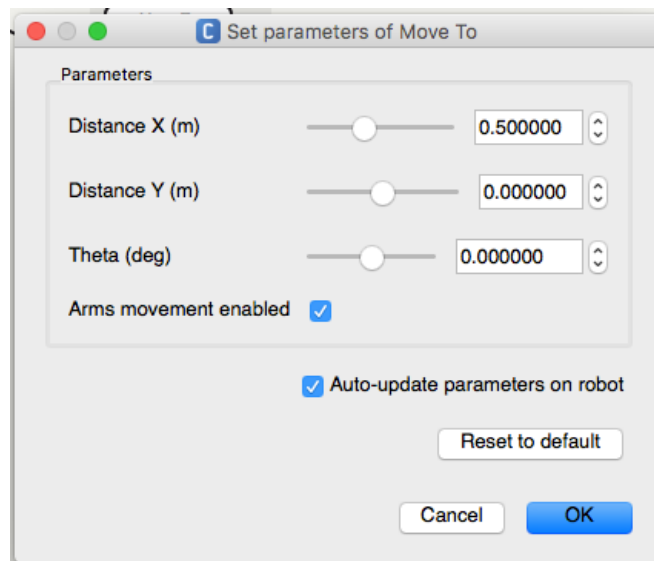 C Set parameters of Move To
Parameters
Distance X (m) 0.500000
Distance Y (m) 0.000000
Theta (deg) 0.000000
Arms movement enabled
Auto-update parameters on robot
Reset to default
Cancel OK